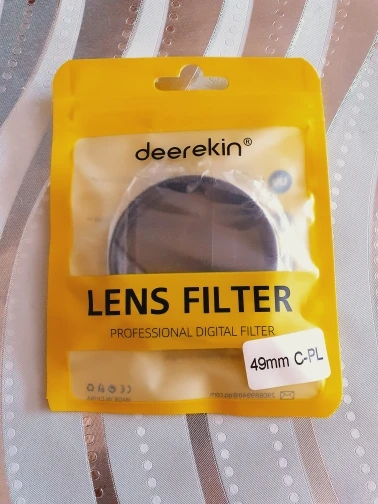 deerekin®
LENS FILTER
PROFESSIONAL DIGITAL FILTER
49mm C-PL